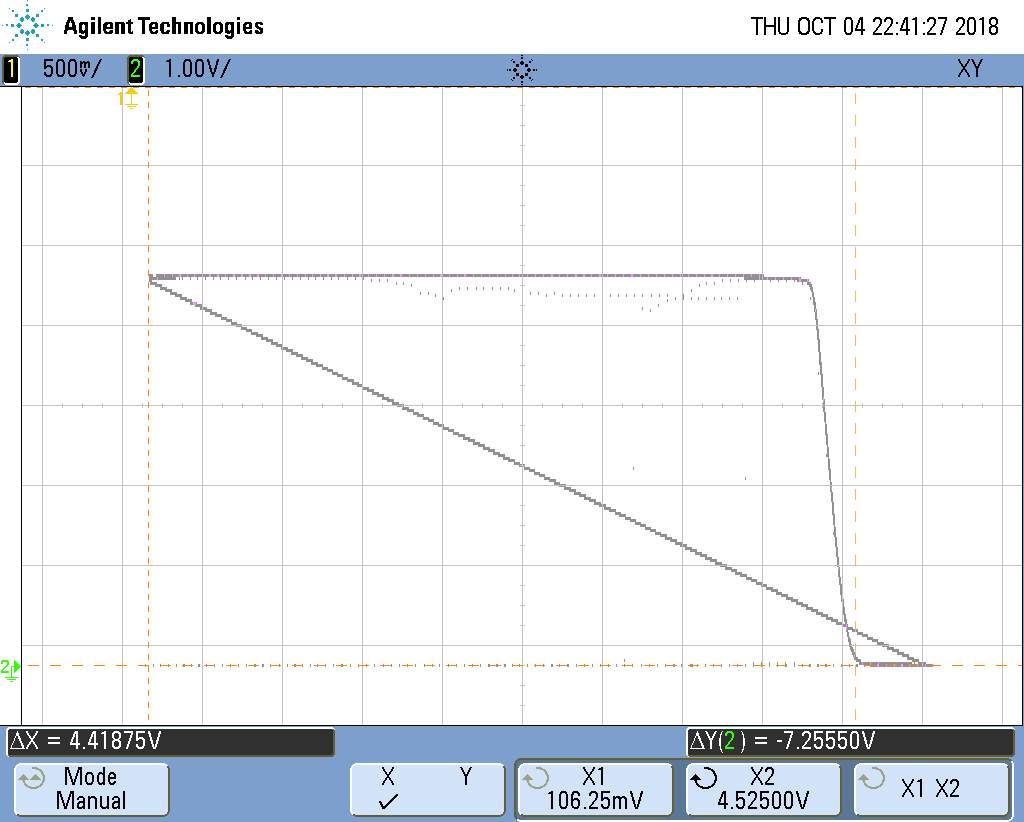 Agilent Technologies THU OCT 04 22:41:27 2018
1 500mV/ 2 1.00V/ XY
1
2
ΔX = 4.41875V ΔY(2) = -7.25550V
Mode X Y X1 X2 X1 X2
Manual 106.25mV 4.52500V